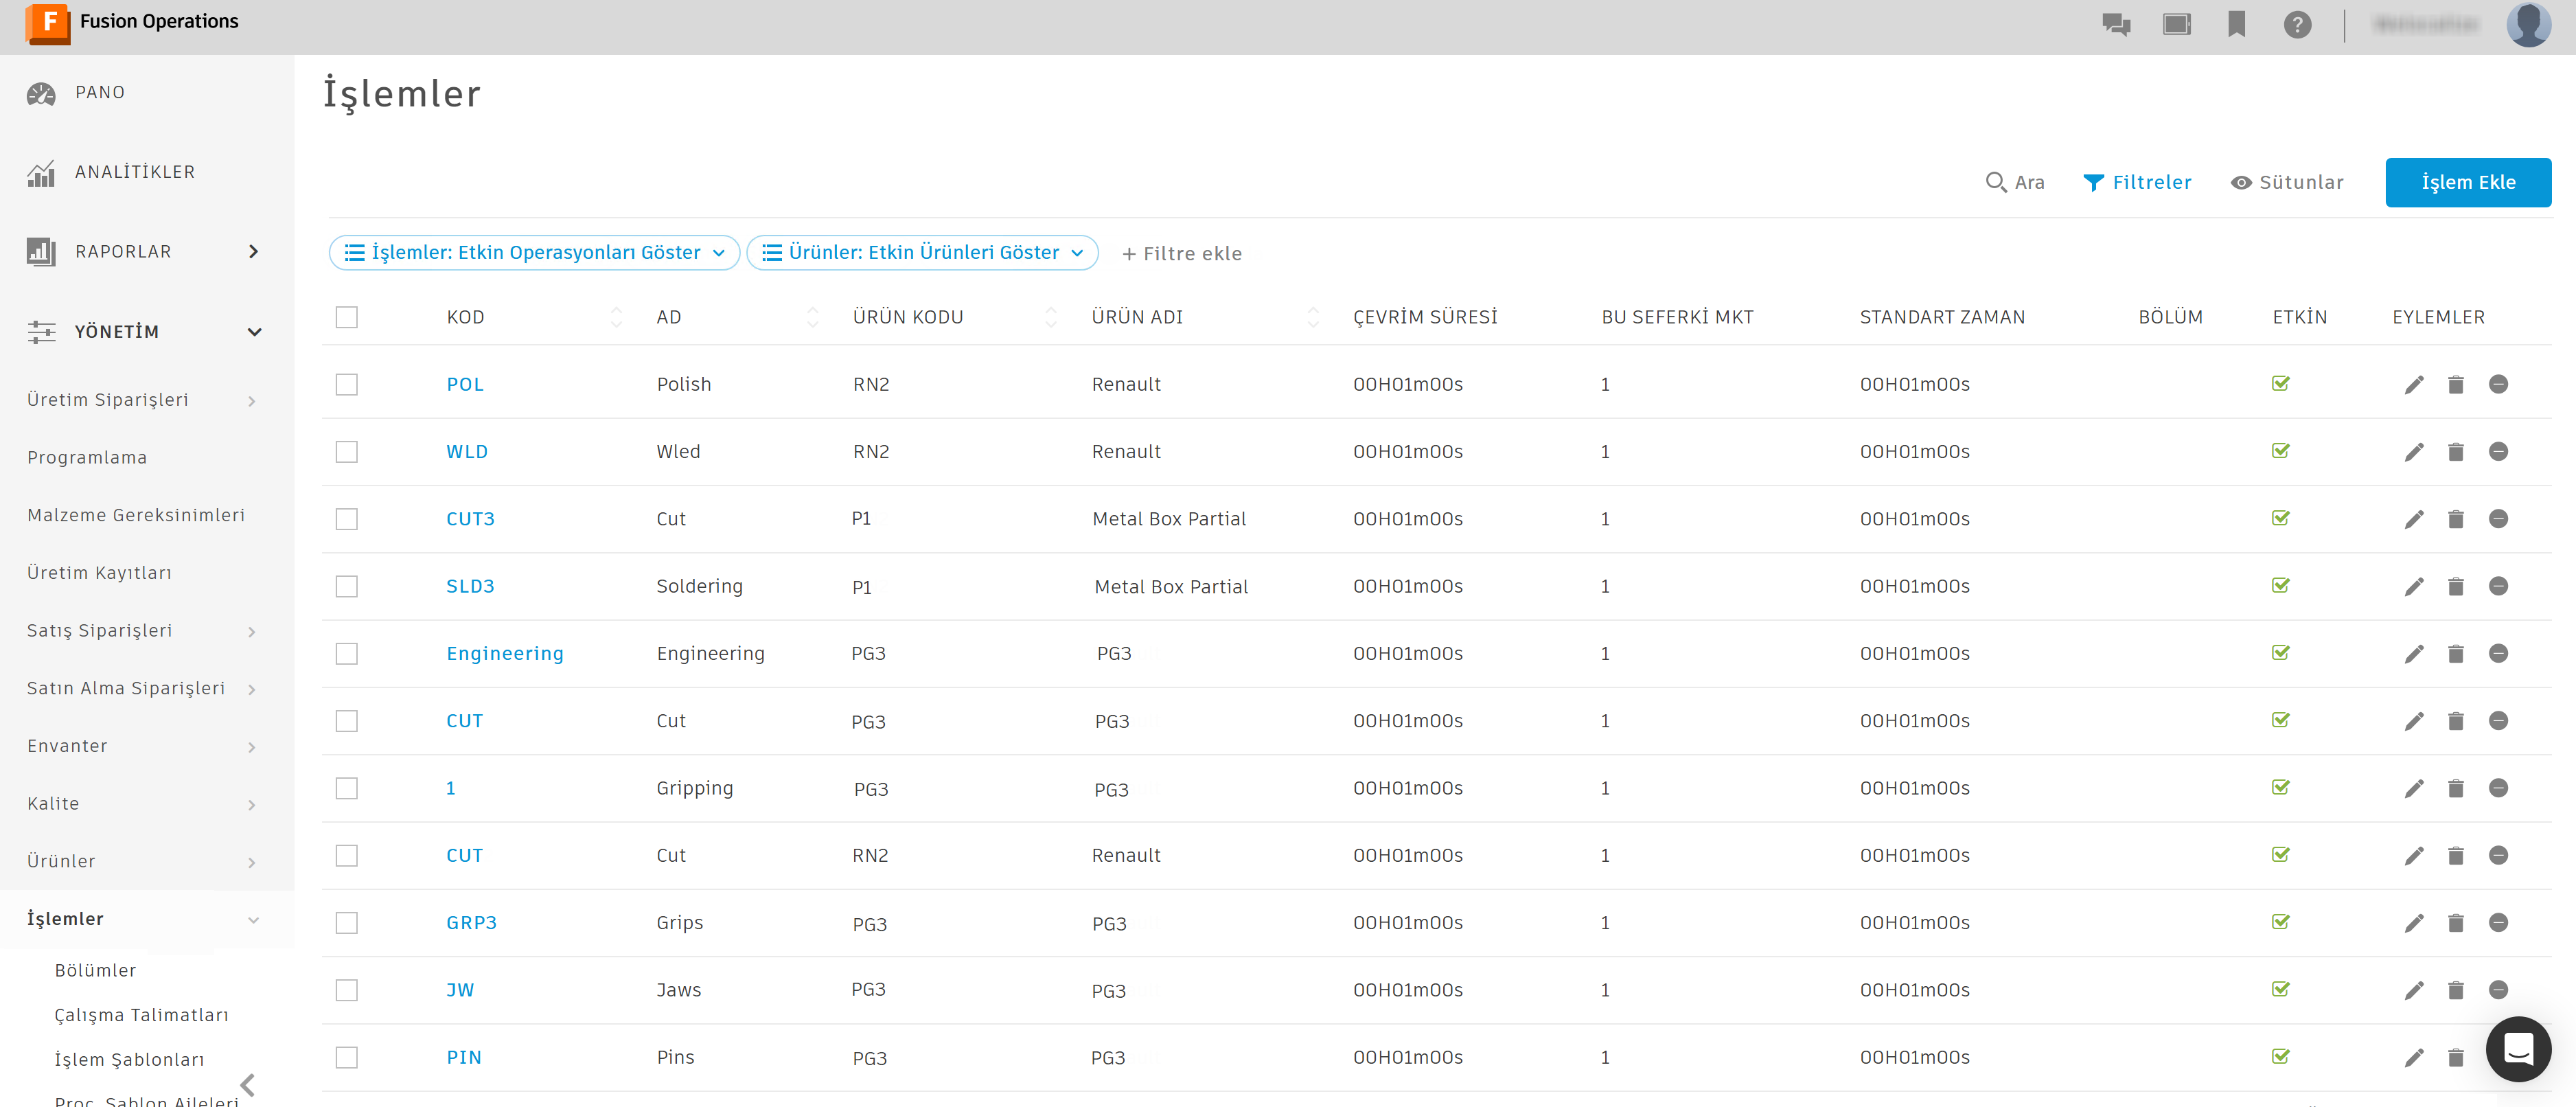 Fusion Operations
PANO
ANALİTİKLER
RAPORLAR
YÖNETİM
Üretim Siparişleri
Programlama
Malzeme Gereksinimleri
Üretim Kayıtları
Satış Siparişleri
Satın Alma Siparişleri
Envanter
Kalite
Ürünler
İşlemler
Bölümler
Çalışma Talimatları
İşlem Şablonları
Proc. Şablon Aileleri
İşlemler
Ara Filtreler Sütunlar İşlem Ekle
İşlemler: Etkin Operasyonları Göster Ürünler: Etkin Ürünleri Göster + Filtre ekle
KOD AD ÜRÜN KODU ÜRÜN ADI ÇEVRİM SÜRESİ BU SEFERKİ MKT STANDART ZAMAN BÖLÜM ETKİN EYLEMLER
POL Polish RN2 Renault 00H01m00s 1 00H01m00s
WLD Wled RN2 Renault 00H01m00s 1 00H01m00s
CUT3 Cut P1 Metal Box Partial 00H01m00s 1 00H01m00s
SLD3 Soldering P1 Metal Box Partial 00H01m00s 1 00H01m00s
Engineering Engineering PG3 PG3 00H01m00s 1 00H01m00s
CUT Cut PG3 PG3 00H01m00s 1 00H01m00s
1 Gripping PG3 PG3 00H01m00s 1 00H01m00s
CUT Cut RN2 Renault 00H01m00s 1 00H01m00s
GRP3 Grips PG3 PG3 00H01m00s 1 00H01m00s
JW Jaws PG3 PG3 00H01m00s 1 00H01m00s
PIN Pins PG3 PG3 00H01m00s 1 00H01m00s